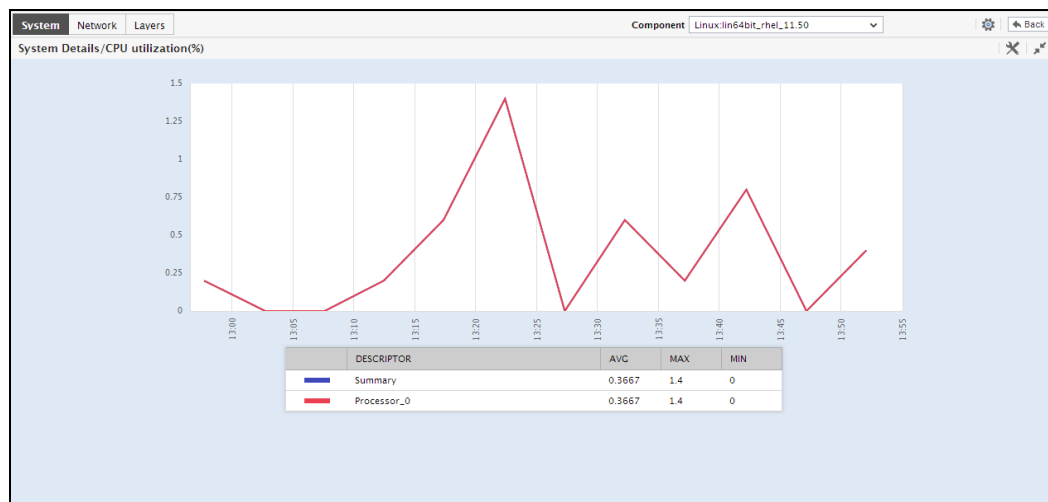 System Network Layers Component Linux:lin64bit_rhel_11.50 Back
System Details/CPU utilization(%)
1.5
1.25
1
0.75
0.5
0.25
0
13:00 13:05 13:10 13:15 13:20 13:25 13:30 13:35 13:40 13:45 13:50 13:55
DESCRIPTOR AVG MAX MIN
Summary 0.3667 1.4 0
Processor_0 0.3667 1.4 0